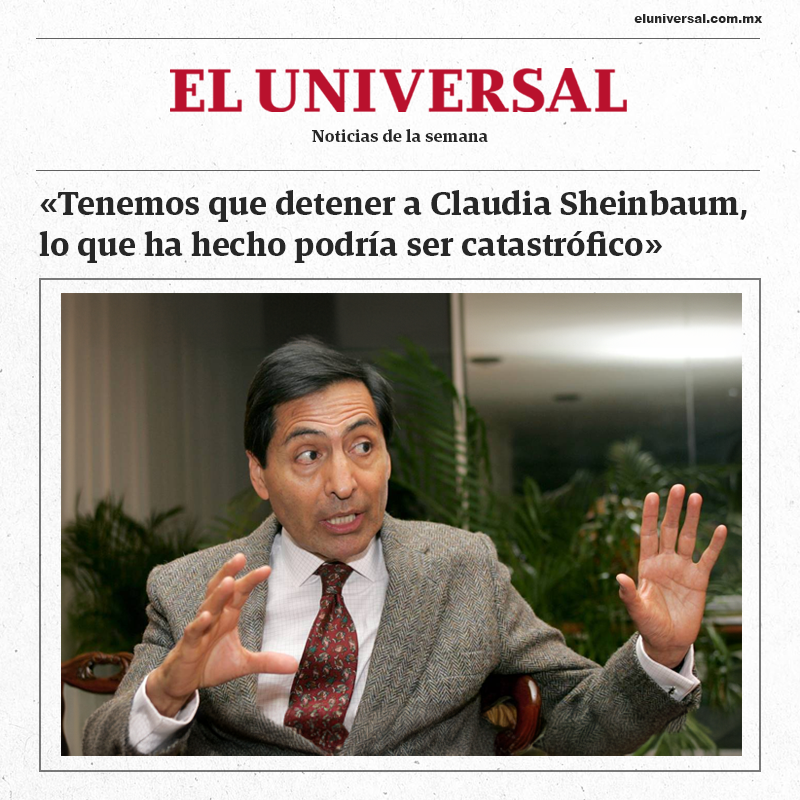 eluniversal.com.mx
EL UNIVERSAL
Noticias de la semana
«Tenemos que detener a Claudia Sheinbaum,
lo que ha hecho podría ser catastrófico»